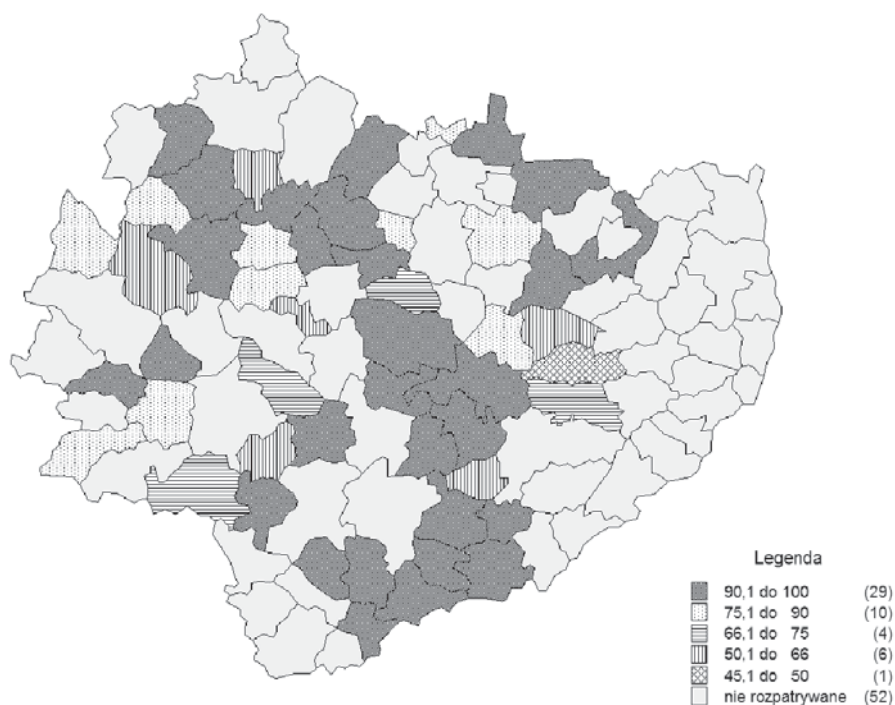 Legenda
90,1 do 100 (29)
75,1 do 90 (10)
66,1 do 75 (4)
50,1 do 66 (6)
45,1 do 50 (1)
nie rozpatrywane (52)